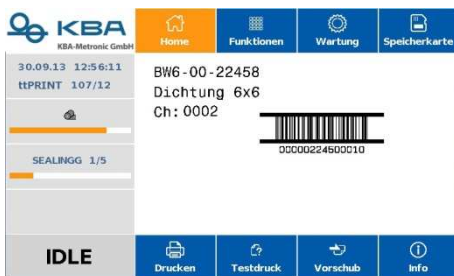 KBA
KBA-Metronic GmbH
Home
Funktionen
Wartung
Speicherkarte
30.09.13 12:56:11
ttPRINT 107/12
SEALINGG 1/5
IDLE
BW6-00-22458
Dichtung 6x6
Ch: 0002
00000224500010
Drucken
Testdruck
Vorschub
Info